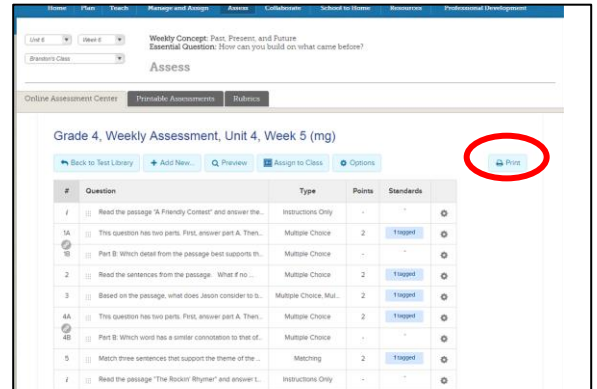 Home Plan Teach Manage and Assign Assess Collaborate School to Home Resources Professional Development
Unit 6 Week 6 Weekly Concept: Past, Present, and Future
Essential Question: How can you build on what came before?
Brandon's Class
Assess
Online Assessment Center Printable Assessments Rubrics
Grade 4, Weekly Assessment, Unit 4, Week 5 (mg)
Back to Test Library + Add New... Preview Assign to Class Options Print
# Question Type Points Standards
i Read the passage "A Friendly Contest" and answer the... Instructions Only - -
1A This question has two parts. First, answer part A. Then... Multiple Choice 2 1 tagged
1B Part B: Which detail from the passage best supports th... Multiple Choice - -
2 Read the sentences from the passage. What if no ... Multiple Choice 2 1 tagged
3 Based on the passage, what does Jason consider to b... Multiple Choice, Mul... 2 1 tagged
4A This question has two parts. First, answer part A. Then... Multiple Choice 2 1 tagged
4B Part B: Which word has a similar connotation to that of... Multiple Choice - -
5 Match three sentences that support the theme of the ... Matching 2 1 tagged
i Read the passage "The Rockin' Rhymer" and answer t... Instructions Only - -